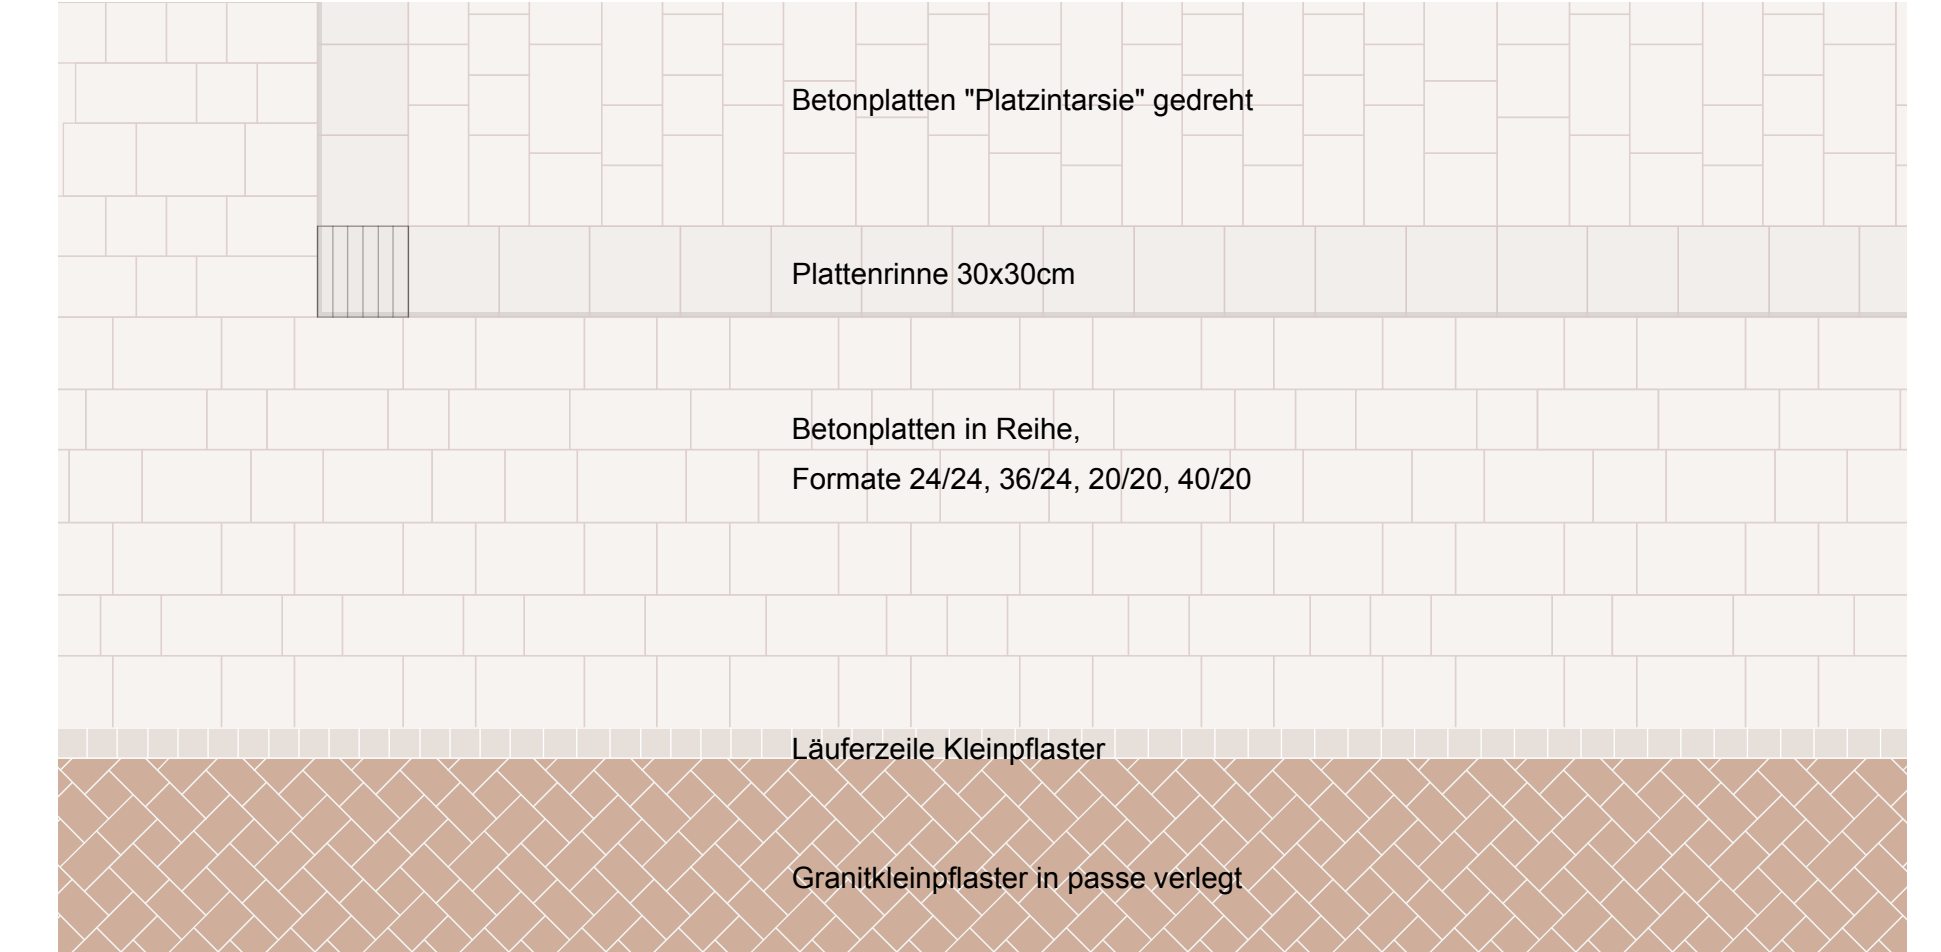 Betonplatten "Platzintarsie" gedreht
Plattenrinne 30x30cm
Betonplatten in Reihe,
Formate 24/24, 36/24, 20/20, 40/20
Läuferzeile Kleinpflaster
Granitkleinpflaster in passe verlegt